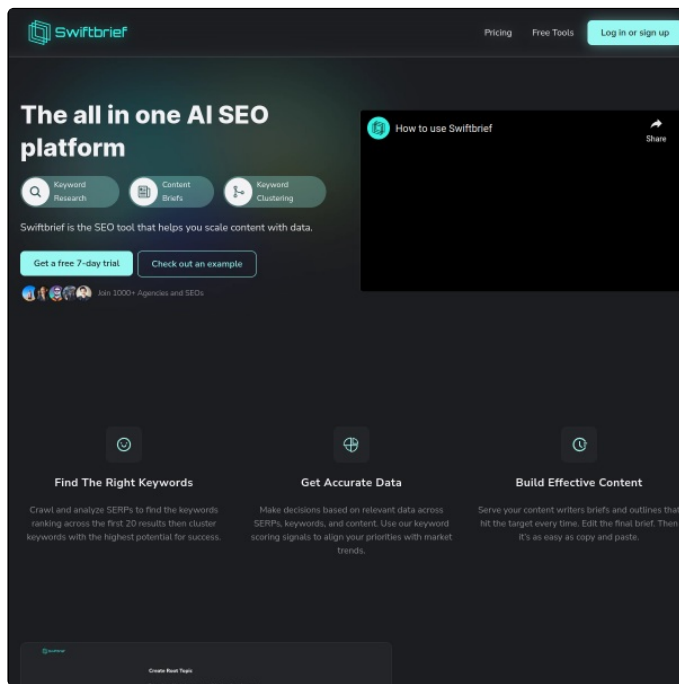 Swiftbrief
Pricing
Free Tools
Log in or sign up
The all in one AI SEO
platform
Keyword
Research
Content
Briefs
Keyword
Clustering
Swiftbrief is the SEO tool that helps you scale content with data.
Get a free 7-day trial
Check out an example
Join 1000+ Agencies and SEOs
How to use Swiftbrief
Share
Find The Right Keywords
Crawl and analyze SERPs to find the keywords
ranking across the first 20 results then cluster
keywords with the highest potential for success.
Get Accurate Data
Make decisions based on relevant data across
SERPs, keywords, and content. Use our keyword
scoring signals to align your priorities with market
trends.
Build Effective Content
Serve your content writers briefs and outlines that
hit the target every time. Edit the final brief. Then
it's as easy as copy and paste.
Swiftbrief
Create Root Topic